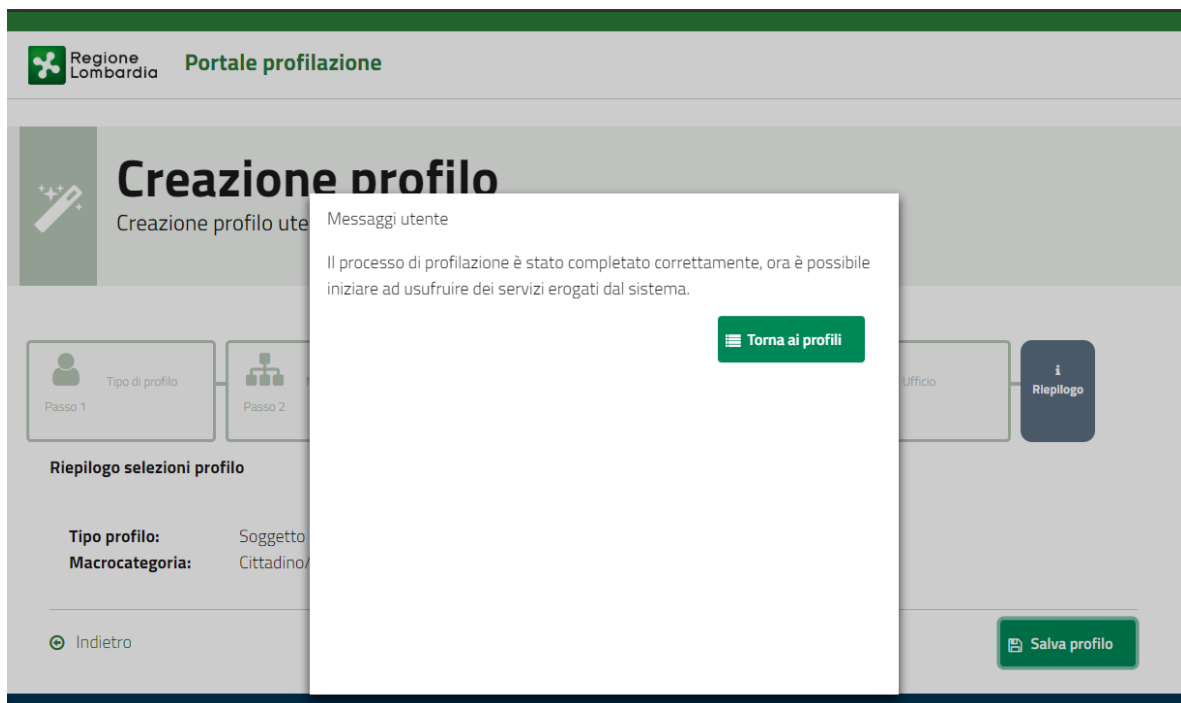 Regione
Lombardia
Portale profilazione
Creazione profilo
Creazione profilo ute
Messaggi utente
Il processo di profilazione è stato completato correttamente, ora è possibile
iniziare ad usufruire dei servizi erogati dal sistema.
Torna ai profili
Tipo di profilo
Passo 1
Passo 2
Ufficio
i
Riepilogo
Riepilogo selezioni profilo
Tipo profilo: Soggetto
Macrocategoria: Cittadino/
Indietro
Salva profilo